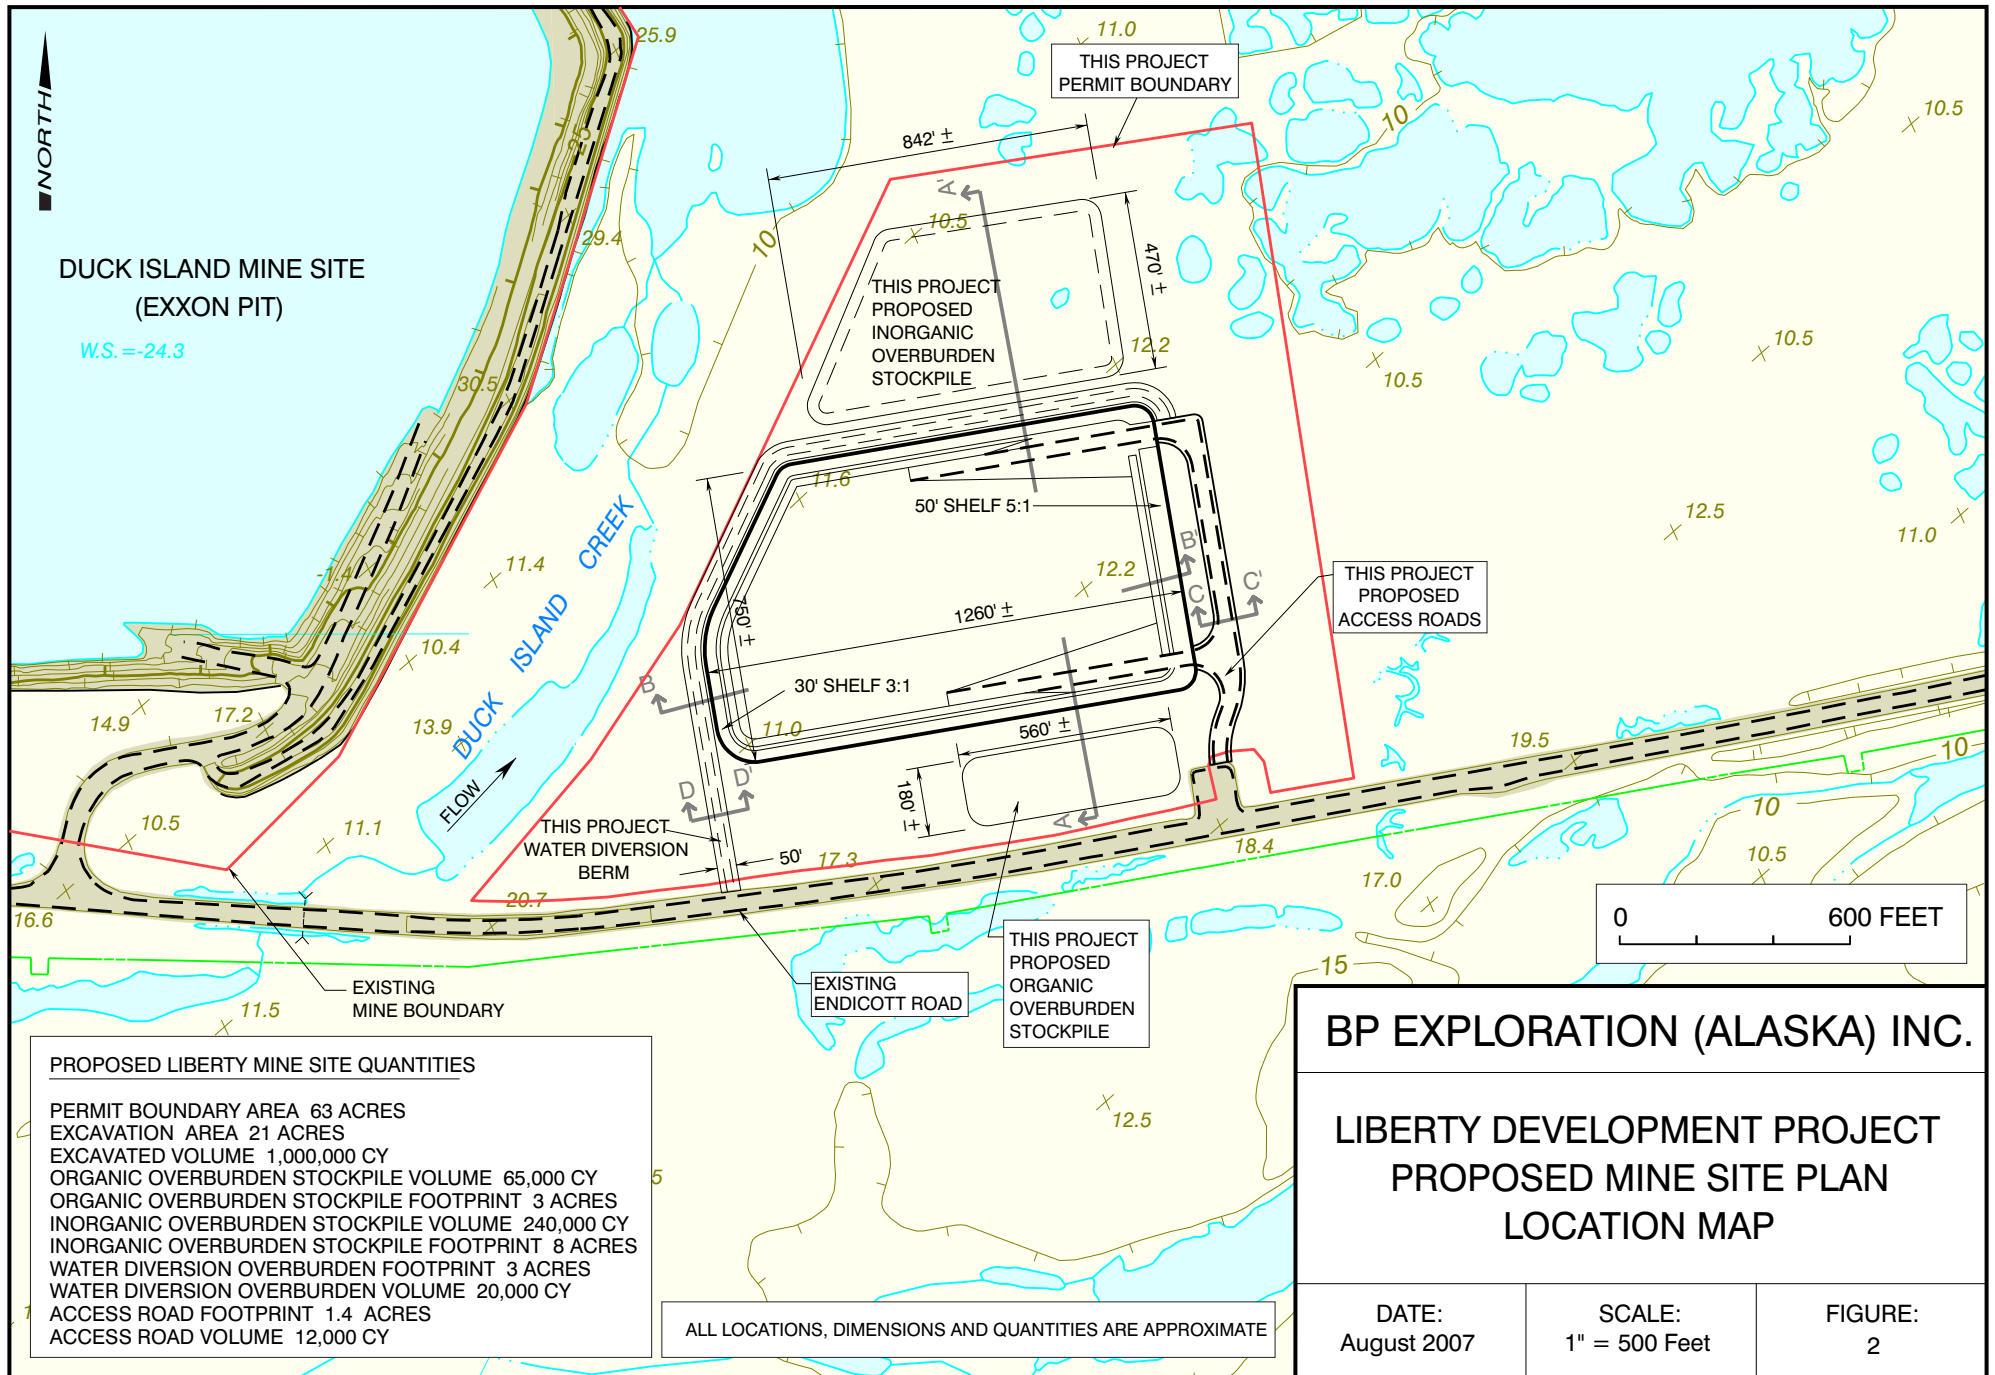 25.9
11.0
THIS PROJECT
PERMIT BOUNDARY
NORTH
10
10.5
842' ±
25
A'
10.5
29.4
10
470' ±
DUCK ISLAND MINE SITE
(EXXON PIT)
W.S.=-24.3
THIS PROJECT
PROPOSED
INORGANIC
OVERBURDEN
STOCKPILE
12.2
10.5
10.5
30.5
11.6
50' SHELF 5:1
12.5
11.0
DUCK ISLAND CREEK
11.4
-1.4
B'
12.2
C
C'
THIS PROJECT
PROPOSED
ACCESS ROADS
750' ±
1260' ±
10.4
B
30' SHELF 3:1
14.9
17.2
13.9
11.0
560' ±
19.5
10
FLOW
D
D'
180' ±
A
10
10.5
11.1
THIS PROJECT
WATER DIVERSION
BERM
50'
17.3
18.4
10.5
17.0
16.6
20.7
0 600 FEET
EXISTING
MINE BOUNDARY
EXISTING
ENDICOTT ROAD
THIS PROJECT
PROPOSED
ORGANIC
OVERBURDEN
STOCKPILE
15
11.5
12.5
5
PROPOSED LIBERTY MINE SITE QUANTITIES
PERMIT BOUNDARY AREA 63 ACRES
EXCAVATION AREA 21 ACRES
EXCAVATED VOLUME 1,000,000 CY
ORGANIC OVERBURDEN STOCKPILE VOLUME 65,000 CY
ORGANIC OVERBURDEN STOCKPILE FOOTPRINT 3 ACRES
INORGANIC OVERBURDEN STOCKPILE VOLUME 240,000 CY
INORGANIC OVERBURDEN STOCKPILE FOOTPRINT 8 ACRES
WATER DIVERSION OVERBURDEN FOOTPRINT 3 ACRES
WATER DIVERSION OVERBURDEN VOLUME 20,000 CY
ACCESS ROAD FOOTPRINT 1.4 ACRES
ACCESS ROAD VOLUME 12,000 CY
ALL LOCATIONS, DIMENSIONS AND QUANTITIES ARE APPROXIMATE
BP EXPLORATION (ALASKA) INC.
LIBERTY DEVELOPMENT PROJECT
PROPOSED MINE SITE PLAN
LOCATION MAP
DATE:
August 2007
SCALE:
1" = 500 Feet
FIGURE:
2